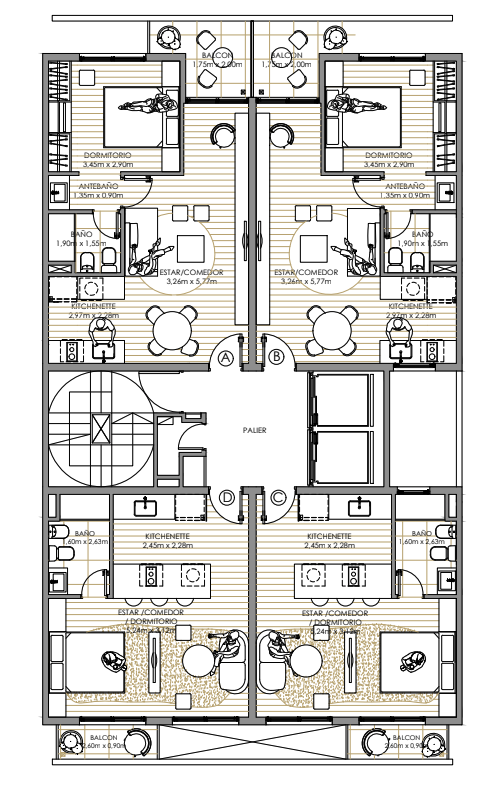 BALCON
1,75m x 2,00m
BALCON
1,75m x 2,00m
DORMITORIO
3,45m x 2,90m
DORMITORIO
3,45m x 2,90m
ANTEBAÑO
1.35m x 0,90m
ANTEBAÑO
1.35m x 0,90m
BAÑO
1,90m x 1,55m
BAÑO
1,90m x 1,55m
ESTAR/COMEDOR
3,26m x 5,77m
ESTAR/COMEDOR
3,26m x 5,77m
KITCHENETTE
2,97m x 2,28m
KITCHENETTE
2,97m x 2,28m
A
B
PALIER
D
C
BAÑO
1,60m x 2,63m
KITCHENETTE
2,45m x 2,28m
KITCHENETTE
2,45m x 2,28m
BAÑO
1,60m x 2,63m
ESTAR /COMEDOR
/ DORMITORIO
5,24m x 3,12m
ESTAR /COMEDOR
/ DORMITORIO
5,24m x 3,12m
BALCON
2,60m x 0,90m
BALCON
2,60m x 0,90m